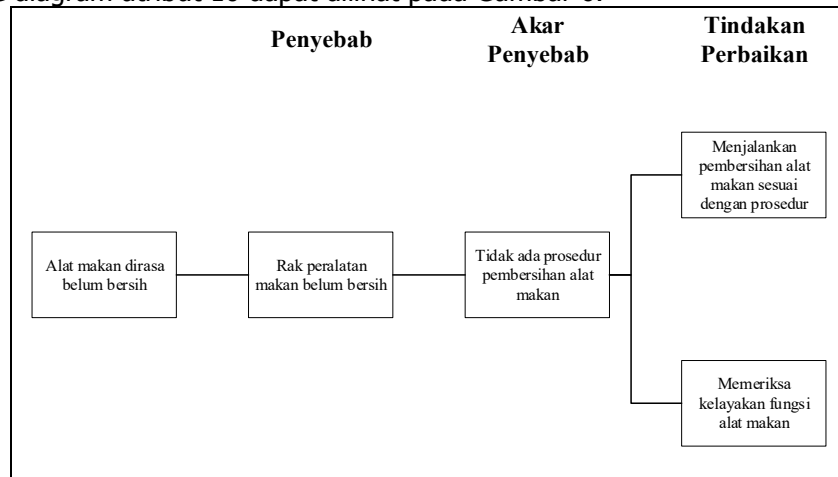 diagram atribut 10 dapat dilihat pada Gambar 6.
Penyebab
Akar
Penyebab
Tindakan
Perbaikan
Alat makan dirasa
belum bersih
Rak peralatan
makan belum bersih
Tidak ada prosedur
pembersihan alat
makan
Menjalankan
pembersihan alat
makan sesuai
dengan prosedur
Memeriksa
kelayakan fungsi
alat makan